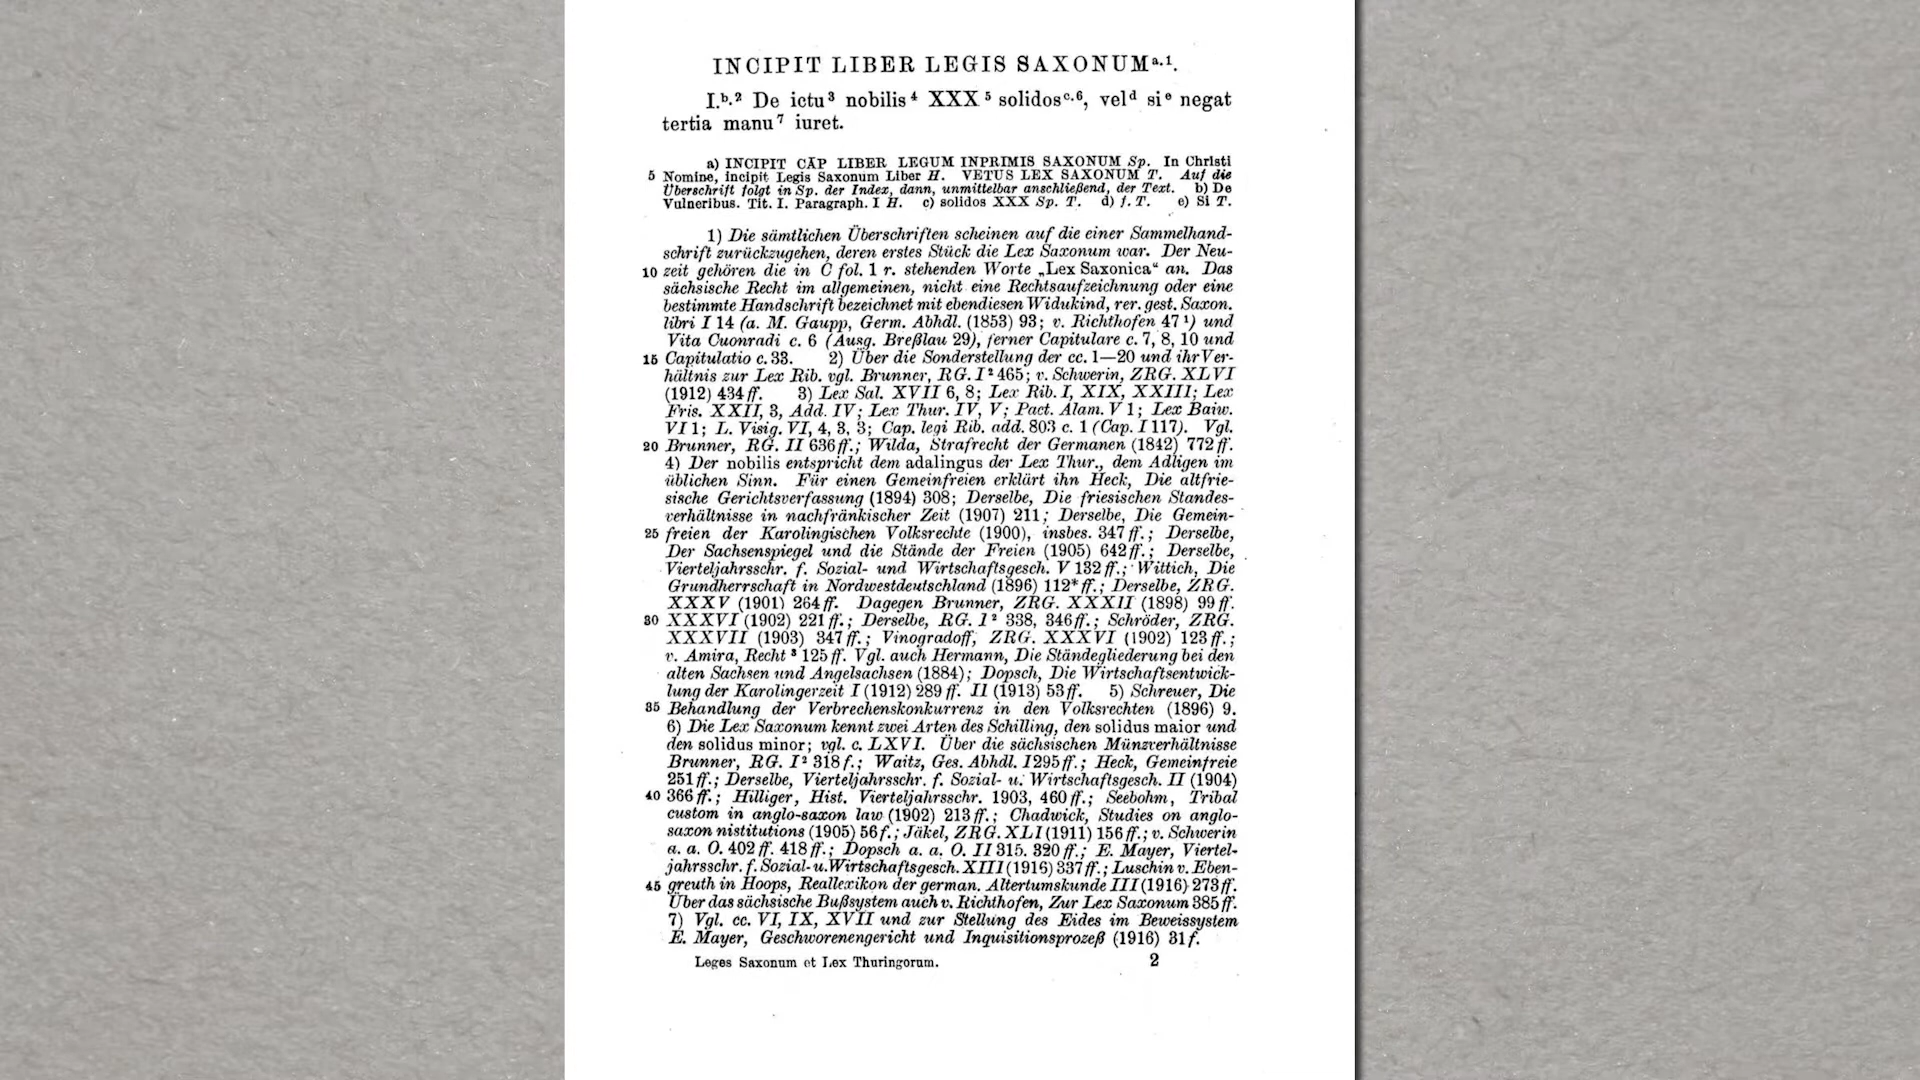 INCIPIT LIBER LEGIS SAXONUMa.1.
I.b.2 De ictu3 nobilis4 XXX5 solidosc.6, veld sie negat
tertia manu7 iuret.
a) INCIPIT CAP LIBER LEGUM INPRIMIS SAXONUM Sp. In Christi
5 Nomine, incipit Legis Saxonum Liber H. VETUS LEX SAXONUM T. Auf die
Überschrift folgt in Sp. der Index, dann, unmittelbar anschließend, der Text. b) De
Vulneribus. Tit. I. Paragraph. I H. c) solidos XXX Sp. T. d) f. T. e) Si T.
1) Die sämtlichen Überschriften scheinen auf die einer Sammelhand-
schrift zurückzugehen, deren erstes Stück die Lex Saxonum war. Der Neu-
10 zeit gehören die in C fol. 1 r. stehenden Worte „Lex Saxonica“ an. Das
sächsische Recht im allgemeinen, nicht eine Rechtsaufzeichnung oder eine
bestimmte Handschrift bezeichnet mit ebendiesen Widukind, rer. gest. Saxon.
libri I 14 (a. M. Gaupp, Germ. Abhdl. (1853) 93; v. Richthofen 47 1) und
Vita Cuonradi c. 6 (Ausg. Breßlau 29), ferner Capitulare c. 7, 8, 10 und
15 Capitulatio c. 33. 2) Über die Sonderstellung der cc. 1—20 und ihr Ver-
hältnis zur Lex Rib. vgl. Brunner, RG. I2 465; v. Schwerin, ZRG. XLVI
(1912) 434 ff. 3) Lex Sal. XVII 6, 8; Lex Rib. I, XIX, XXIII; Lex
Fris. XXII, 3, Add. IV; Lex Thur. IV, V; Pact. Alam. V 1; Lex Baiw.
VI 1; L. Visig. VI, 4, 3, 3; Cap. legi Rib. add. 803 c. 1 (Cap. I 117). Vgl.
20 Brunner, RG. II 636 ff.; Wilda, Strafrecht der Germanen (1842) 772 ff.
4) Der nobilis entspricht dem adalingus der Lex Thur., dem Adligen im
üblichen Sinn. Für einen Gemeinfreien erklärt ihn Heck, Die altfrie-
sische Gerichtsverfassung (1894) 308; Derselbe, Die friesischen Standes-
verhältnisse in nachfränkischer Zeit (1907) 211; Derselbe, Die Gemein-
25 freien der Karolingischen Volksrechte (1900), insbes. 347 ff.; Derselbe,
Der Sachsenspiegel und die Stände der Freien (1905) 642 ff.; Derselbe,
Vierteljahrsschr. f. Sozial- und Wirtschaftsgesch. V 132 ff.; Wittich, Die
Grundherrschaft in Nordwestdeutschland (1896) 112* ff.; Derselbe, ZRG.
XXXV (1901) 264 ff. Dagegen Brunner, ZRG. XXXII (1898) 99 ff.
30 XXXVI (1902) 221 ff.; Derselbe, RG. I2 338, 346 ff.; Schröder, ZRG.
XXXVII (1903) 347 ff.; Vinogradoff, ZRG. XXXVI (1902) 123 ff.;
v. Amira, Recht 3 125 ff. Vgl. auch Hermann, Die Ständegliederung bei den
alten Sachsen und Angelsachsen (1884); Dopsch, Die Wirtschaftsentwick-
lung der Karolingerzeit I (1912) 289 ff. II (1913) 53 ff. 5) Schreuer, Die
35 Behandlung der Verbrechenskonkurrenz in den Volksrechten (1896) 9.
6) Die Lex Saxonum kennt zwei Arten des Schilling, den solidus maior und
den solidus minor; vgl. c. LXVI. Über die sächsischen Münzverhältnisse
Brunner, RG. I2 318 f.; Waitz, Ges. Abhdl. I 295 ff.; Heck, Gemeinfreie
251 ff.; Derselbe, Vierteljahrsschr. f. Sozial- u. Wirtschaftsgesch. II (1904)
40 366 ff.; Hilliger, Hist. Vierteljahrsschr. 1903, 460 ff.; Seebohm, Tribal
custom in anglo-saxon law (1902) 213 ff.; Chadwick, Studies on anglo-
saxon nistitutions (1905) 56 f.; Jäkel, ZRG. XLI (1911) 156 ff.; v. Schwerin
a. a. O. 402 ff. 418 ff.; Dopsch a. a. O. II 315. 320 ff.; E. Mayer, Viertel-
jahrsschr. f. Sozial- u. Wirtschaftsgesch. XIII (1916) 337 ff.; Luschin v. Eben-
45 greuth in Hoops, Reallexikon der german. Altertumskunde III (1916) 273 ff.
Über das sächsische Bußsystem auch v. Richthofen, Zur Lex Saxonum 385 ff.
7) Vgl. cc. VI, IX, XVII und zur Stellung des Eides im Beweissystem
E. Mayer, Geschworenengericht und Inquisitionsprozeß (1916) 31 f.
Leges Saxonum et Lex Thuringorum. 2